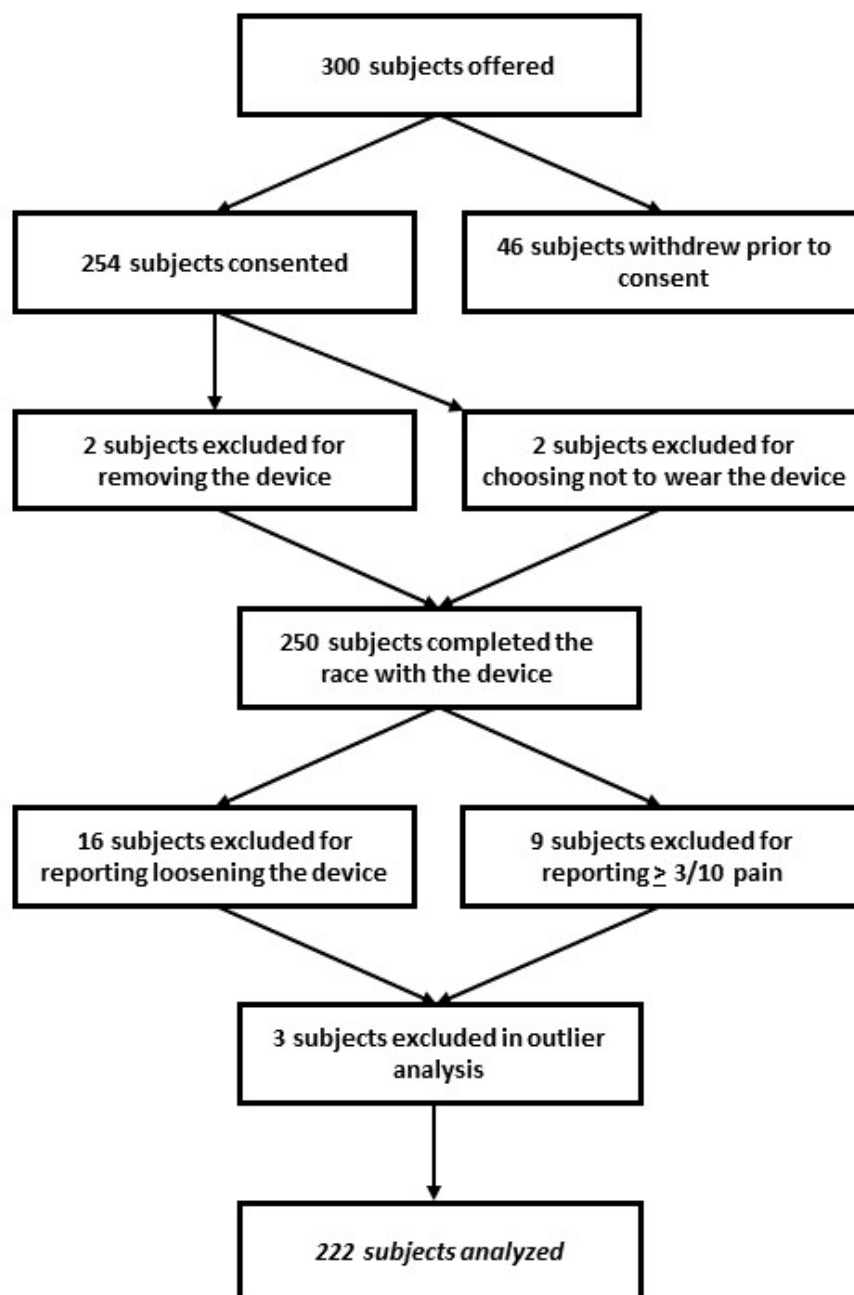 300 subjects offered
254 subjects consented
46 subjects withdrew prior to
consent
2 subjects excluded for
removing the device
2 subjects excluded for
choosing not to wear the device
250 subjects completed the
race with the device
16 subjects excluded for
reporting loosening the device
9 subjects excluded for
reporting ≥ 3/10 pain
3 subjects excluded in outlier
analysis
222 subjects analyzed